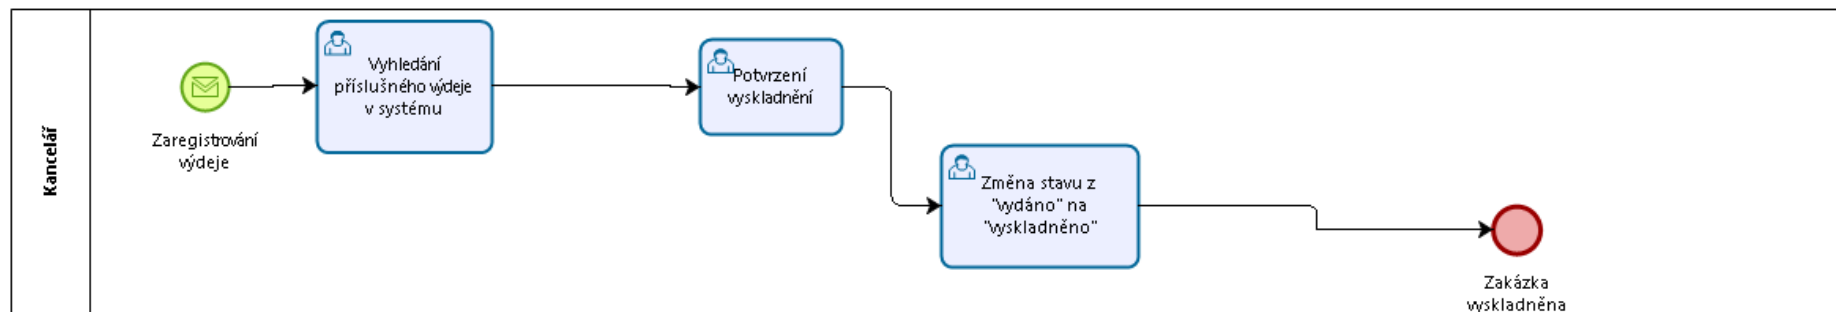 Kancelář
Zaregistrování
výdeje
Vyhledání
příslušného výdeje
v systému
Potvrzení
vyskladnění
Změna stavu z
"vydáno" na
"vyskladněno"
Zakázka
vyskladněna